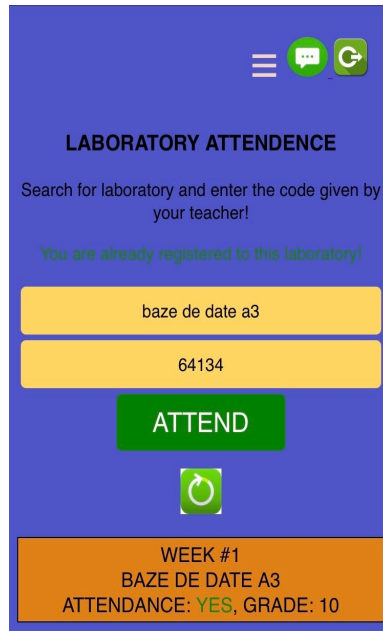 LABORATORY ATTENDENCE
Search for laboratory and enter the code given by
your teacher!
You are already registered to this laboratory!
baze de date a3
64134
ATTEND
WEEK #1
BAZE DE DATE A3
ATTENDANCE: YES, GRADE: 10